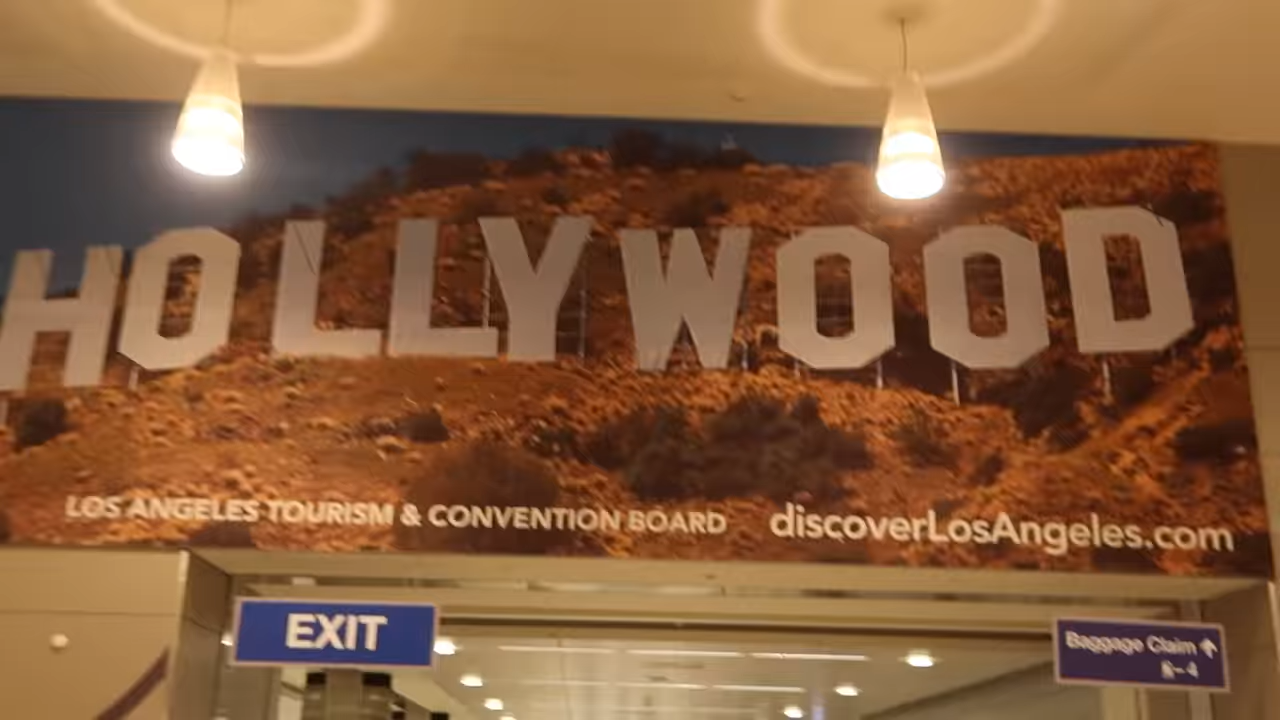 HOLLYWOOD
LOS ANGELES TOURISM & CONVENTION BOARD
discoverLosAngeles.com
EXIT
Baggage Claim ↑